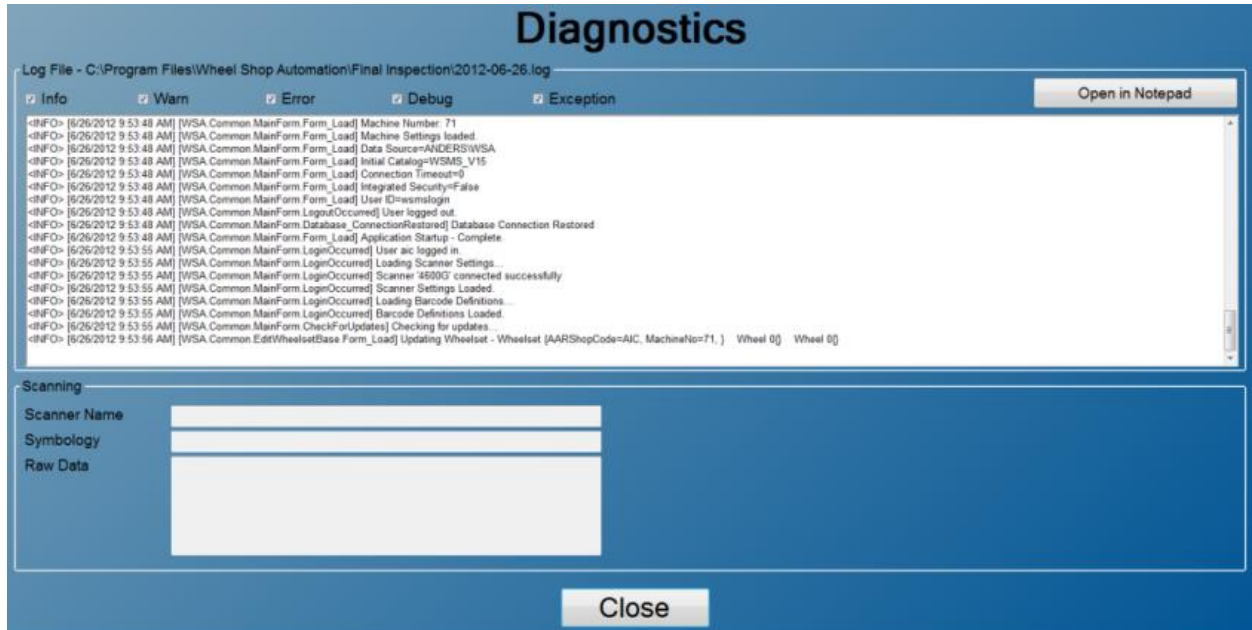 Diagnostics
Log File - C:\Program Files\Wheel Shop Automation\Final Inspection\2012-06-26.log
Info Warn Error Debug Exception Open in Notepad
<INFO> [6/26/2012 9:53:48 AM] [WSA.Common.MainForm.Form_Load] Machine Number: 71
<INFO> [6/26/2012 9:53:48 AM] [WSA.Common.MainForm.Form_Load] Machine Settings loaded.
<INFO> [6/26/2012 9:53:48 AM] [WSA.Common.MainForm.Form_Load] Data Source=ANDERS\WSA
<INFO> [6/26/2012 9:53:48 AM] [WSA.Common.MainForm.Form_Load] Initial Catalog=WSMS_V15
<INFO> [6/26/2012 9:53:48 AM] [WSA.Common.MainForm.Form_Load] Connection Timeout=0
<INFO> [6/26/2012 9:53:48 AM] [WSA.Common.MainForm.Form_Load] Integrated Security=False
<INFO> [6/26/2012 9:53:48 AM] [WSA.Common.MainForm.Form_Load] User ID=wsmslogin
<INFO> [6/26/2012 9:53:48 AM] [WSA.Common.MainForm.LogoutOccurred] User logged out.
<INFO> [6/26/2012 9:53:48 AM] [WSA.Common.MainForm.Database_ConnectionRestored] Database Connection Restored
<INFO> [6/26/2012 9:53:48 AM] [WSA.Common.MainForm.Form_Load] Application Startup - Complete
<INFO> [6/26/2012 9:53:55 AM] [WSA.Common.MainForm.LoginOccurred] User aic logged in.
<INFO> [6/26/2012 9:53:55 AM] [WSA.Common.MainForm.LoginOccurred] Loading Scanner Settings...
<INFO> [6/26/2012 9:53:55 AM] [WSA.Common.MainForm.LoginOccurred] Scanner '4600G' connected successfully
<INFO> [6/26/2012 9:53:55 AM] [WSA.Common.MainForm.LoginOccurred] Scanner Settings Loaded.
<INFO> [6/26/2012 9:53:55 AM] [WSA.Common.MainForm.LoginOccurred] Loading Barcode Definitions...
<INFO> [6/26/2012 9:53:55 AM] [WSA.Common.MainForm.LoginOccurred] Barcode Definitions Loaded.
<INFO> [6/26/2012 9:53:55 AM] [WSA.Common.MainForm.CheckForUpdates] Checking for updates...
<INFO> [6/26/2012 9:53:56 AM] [WSA.Common.EditWheelsetBase.Form_Load] Updating Wheelset - Wheelset {AARShopCode=AIC, MachineNo=71, } Wheel 0{} Wheel 0{}
Scanning
Scanner Name
Symbology
Raw Data
Close